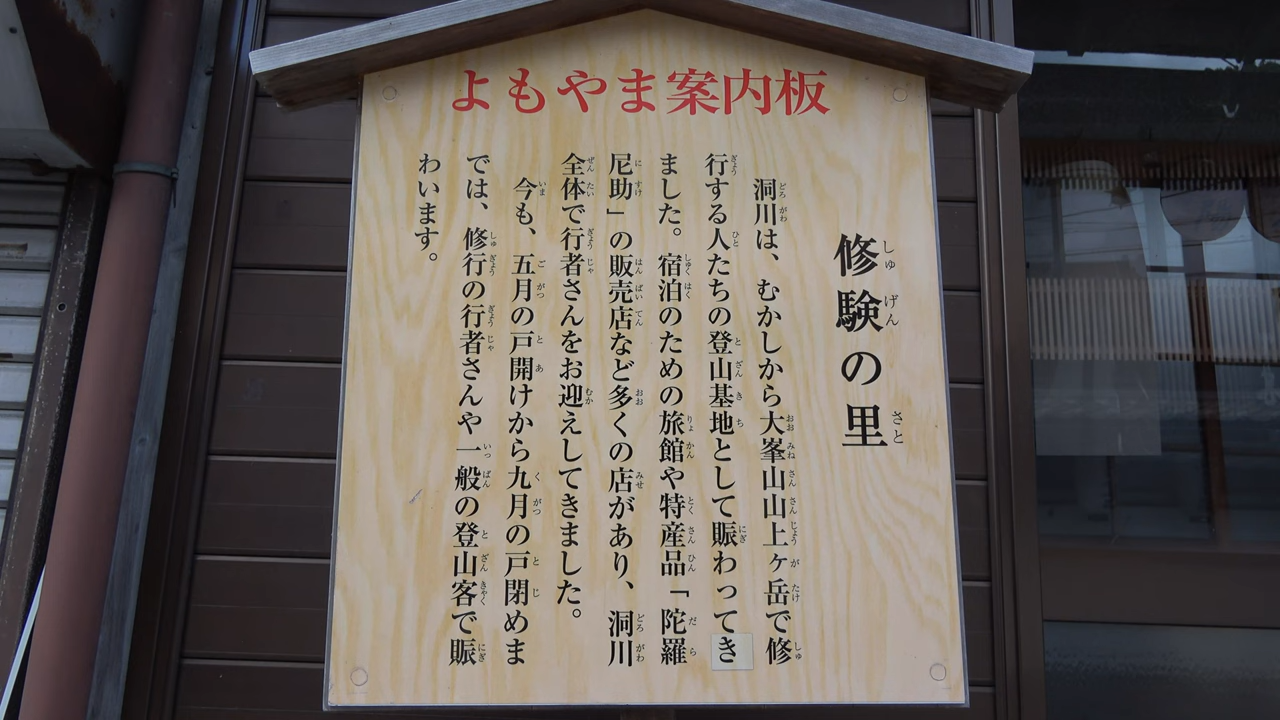 よもやま案内板
修験の里
洞川は、むかしから大峯山山上ヶ岳で修
行する人たちの登山基地として賑わってき
ました。宿泊のための旅館や特産品「陀羅
尼助」の販売店など多くの店があり、洞川
全体で行者さんをお迎えしてきました。
今も、五月の戸開けから九月の戸閉めま
では、修行の行者さんや一般の登山客で賑
わいます。